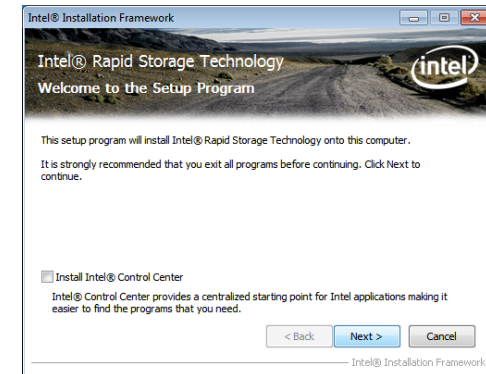 Intel® Installation Framework
Intel® Rapid Storage Technology
Welcome to the Setup Program
intel
This setup program will install Intel® Rapid Storage Technology onto this computer.
It is strongly recommended that you exit all programs before continuing. Click Next to
continue.
Install Intel® Control Center
Intel® Control Center provides a centralized starting point for Intel applications making it
easier to find the programs that you need.
< Back Next > Cancel
Intel® Installation Framework